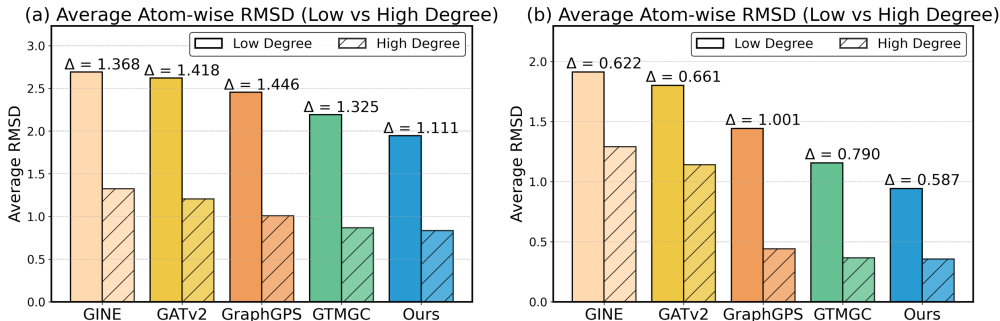 (a) Average Atom-wise RMSD (Low vs High Degree)
Low Degree
High Degree
Average RMSD
3.0
2.5
2.0
1.5
1.0
0.5
0.0
Δ = 1.368
Δ = 1.418
Δ = 1.446
Δ = 1.325
Δ = 1.111
GINE
GATv2
GraphGPS
GTMGC
Ours
(b) Average Atom-wise RMSD (Low vs High Degree)
Low Degree
High Degree
Average RMSD
2.0
1.5
1.0
0.5
0.0
Δ = 0.622
Δ = 0.661
Δ = 1.001
Δ = 0.790
Δ = 0.587
GINE
GATv2
GraphGPS
GTMGC
Ours